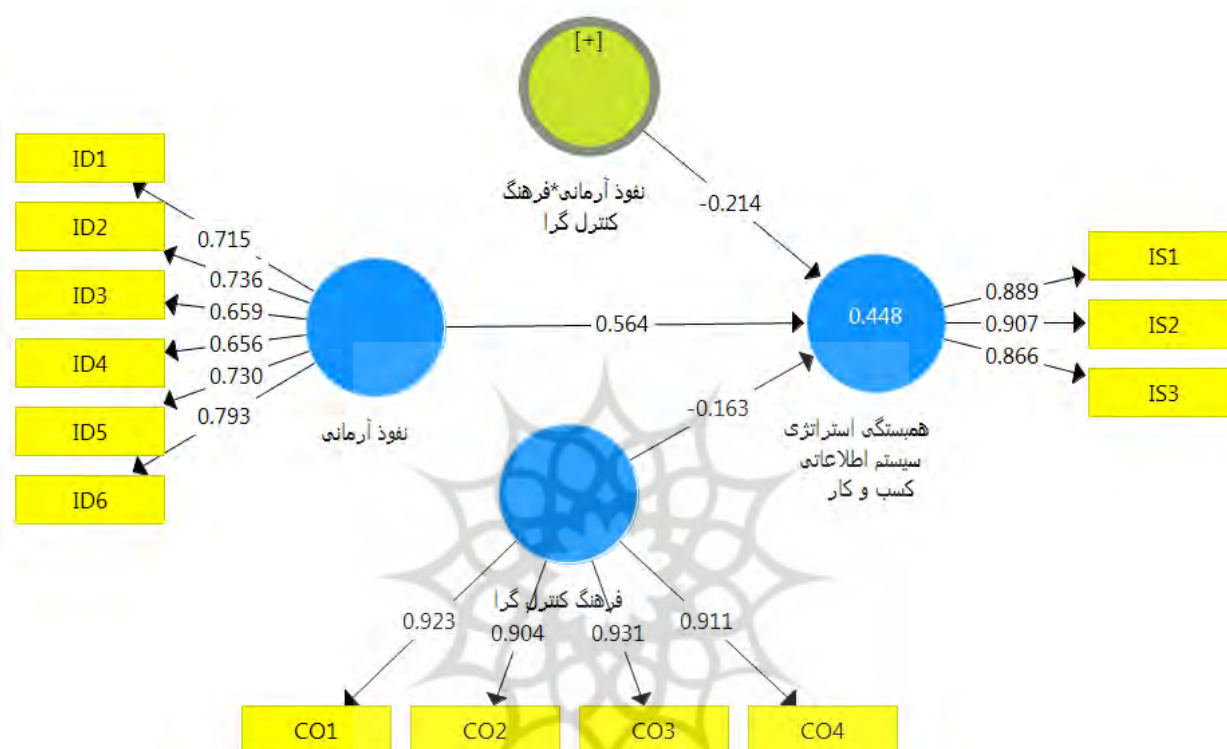 [+]
نفوذ آرمانی*فرهنگ
کنترل گرا
-0.214
ID1
ID2
ID3
ID4
ID5
ID6
0.715
0.736
0.659
0.656
0.730
0.793
نفوذ آرمانی
0.564
-0.163
0.448
همبستگی استراتژی
سیستم اطلاعاتی
کسب و کار
0.889
0.907
0.866
IS1
IS2
IS3
فرهنگ کنترل گرا
0.923
0.904
0.931
0.911
CO1
CO2
CO3
CO4